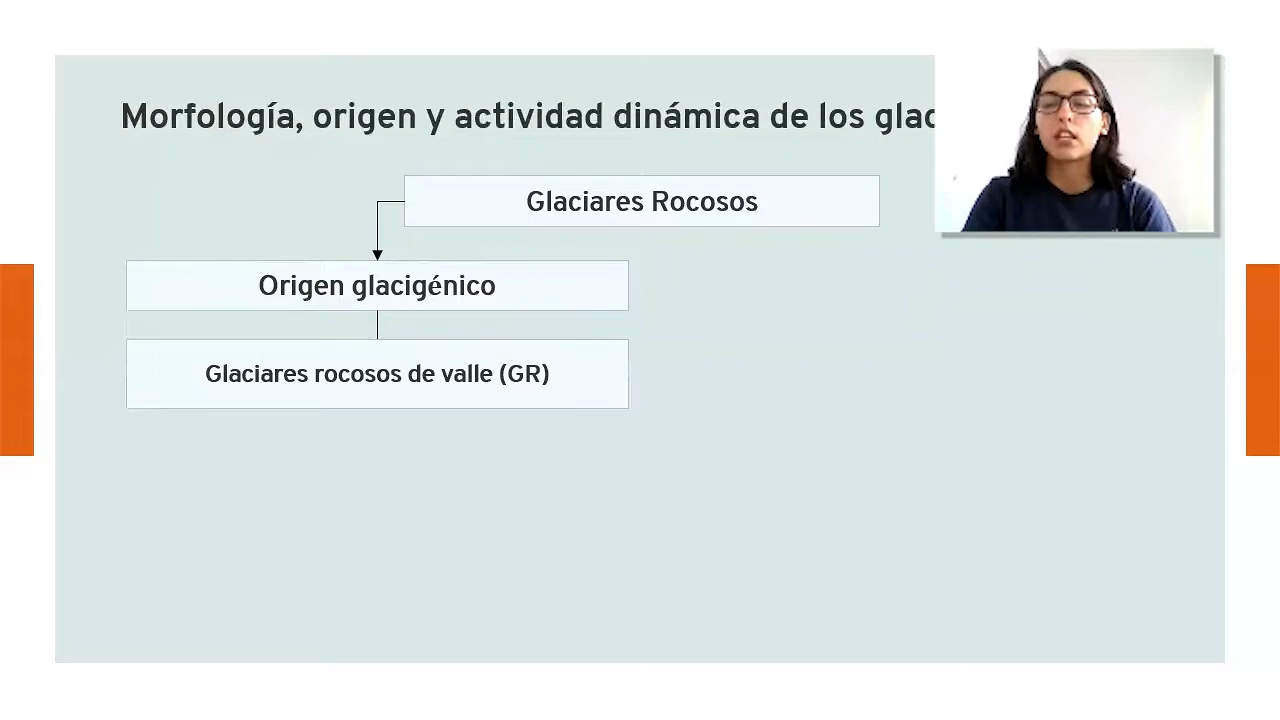 Morfología, origen y actividad dinámica de los glac
Glaciares Rocosos
Origen glacigénico
Glaciares rocosos de valle (GR)